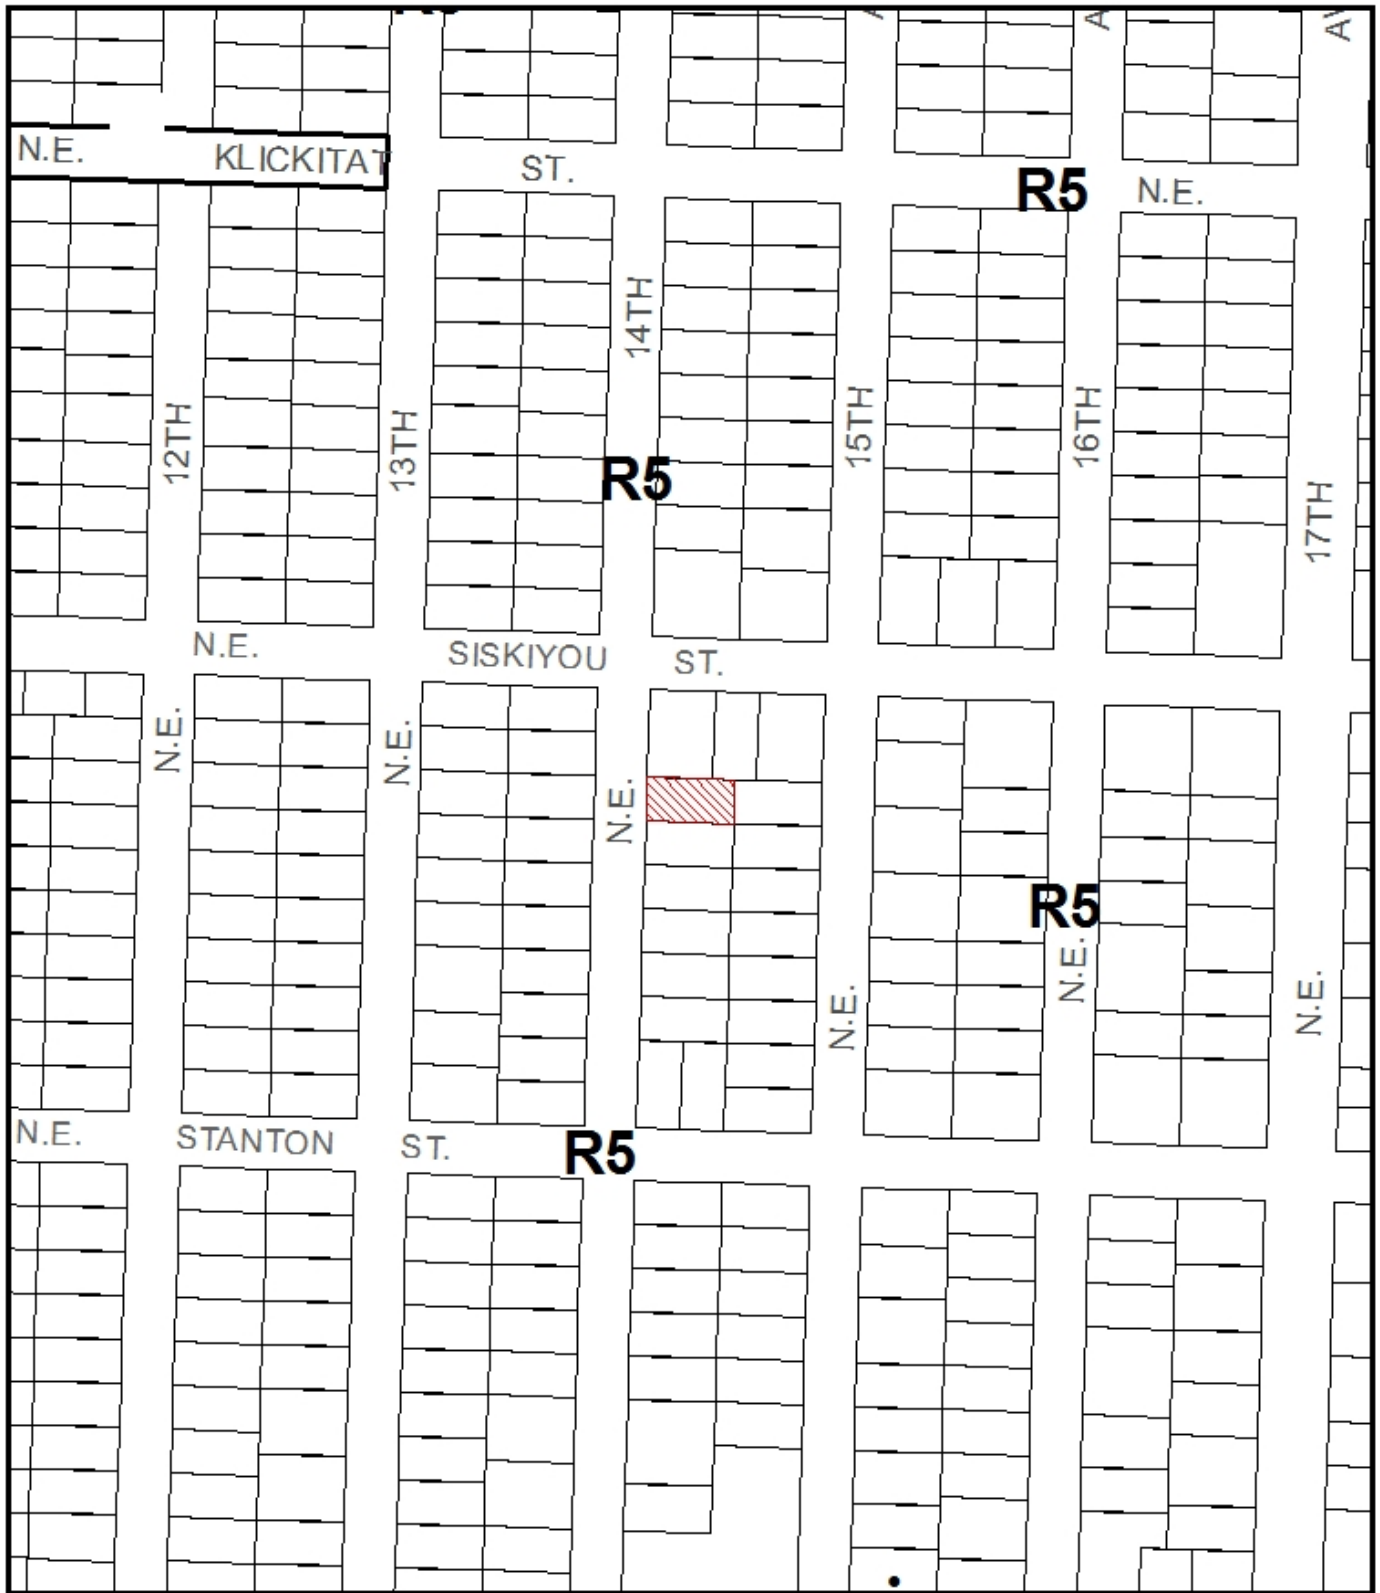 N.E.
KLICKITAT
ST.
R5
N.E.
14TH
12TH
13TH
15TH
16TH
R5
17TH
N.E.
SISKIYOU
ST.
N.E.
N.E.
N.E.
R5
N.E.
N.E.
N.E.
N.E.
STANTON
ST.
R5